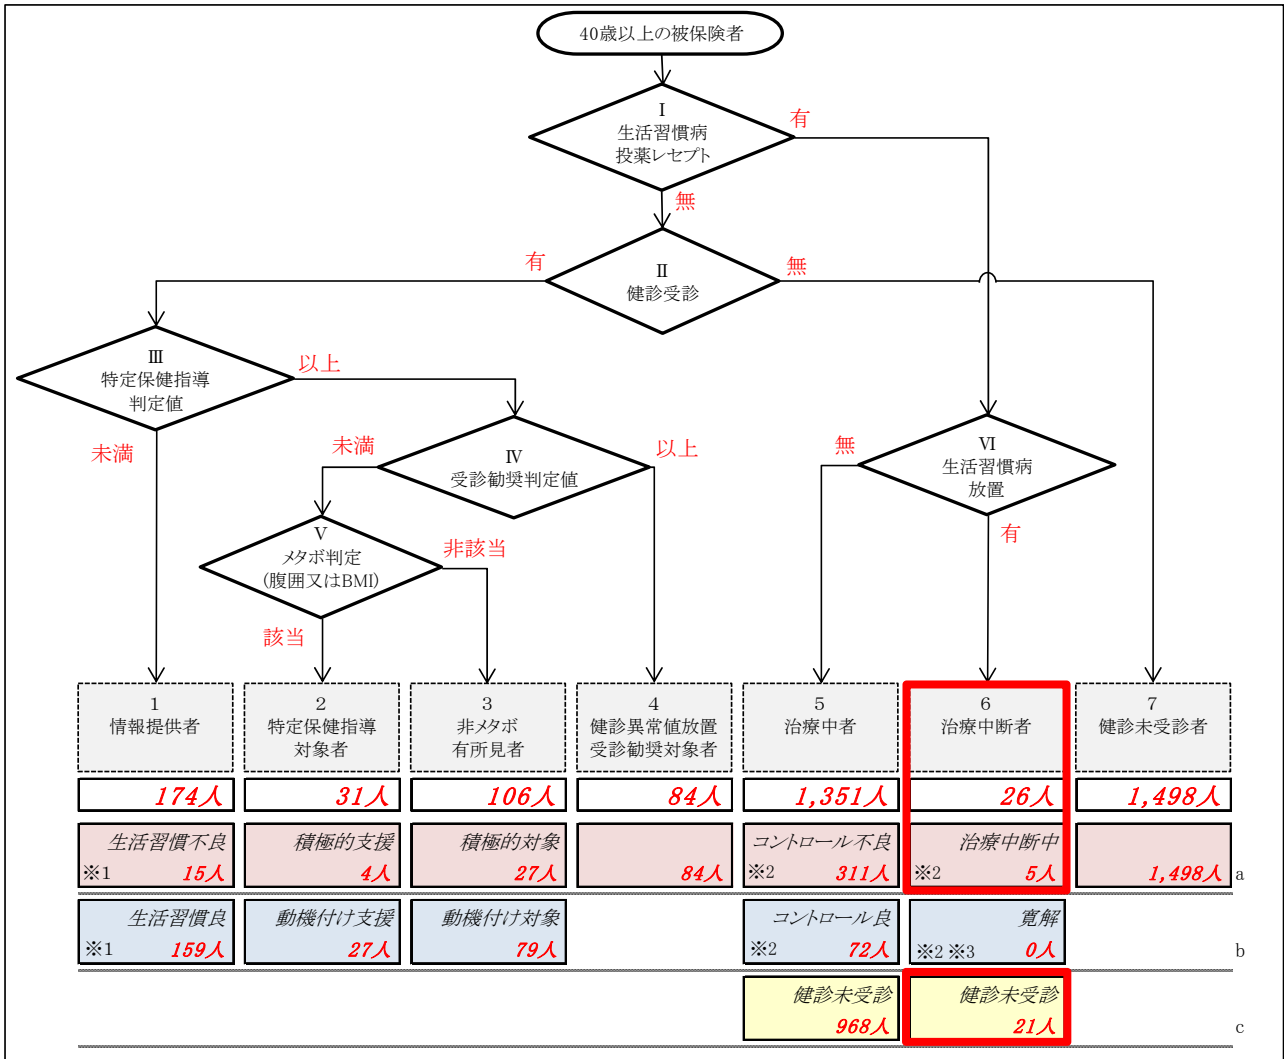 40歳以上の被保険者
Ⅰ
生活習慣病
投薬レセプト
有
無
Ⅱ
健診受診
有
無
Ⅲ
特定保健指導
判定値
以上
未満
Ⅳ
受診勧奨判定値
未満
以上
Ⅵ
生活習慣病
放置
無
有
Ⅴ
メタボ判定
(腹囲又はBMI)
非該当
該当
1
情報提供者
2
特定保健指導
対象者
3
非メタボ
有所見者
4
健診異常値放置
受診勧奨対象者
5
治療中者
6
治療中断者
7
健診未受診者
174人
31人
106人
84人
1,351人
26人
1,498人
生活習慣不良
※1 15人
積極的支援
4人
積極的対象
27人
84人
コントロール不良
※2 311人
治療中断中
※2 5人
1,498人
a
生活習慣良
※1 159人
動機付け支援
27人
動機付け対象
79人
コントロール良
※2 72人
寛解
※2 ※3 0人
b
健診未受診
968人
健診未受診
21人
c